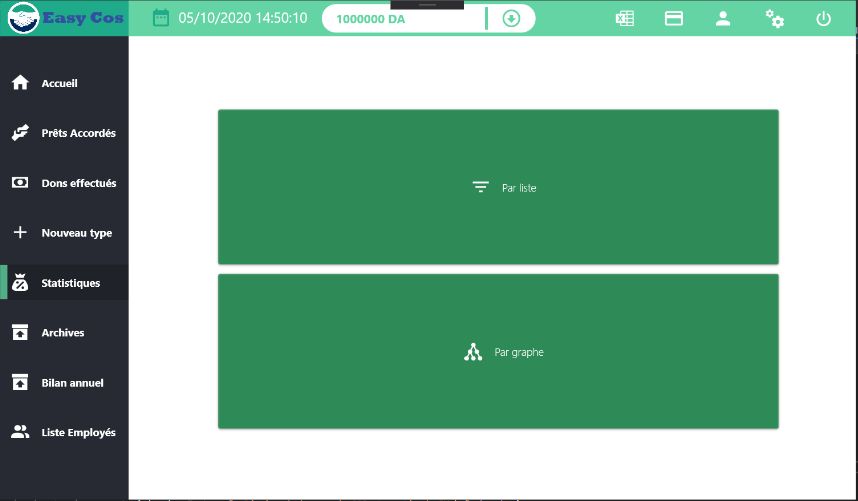 Easy Cos
05/10/2020 14:50:10
1000000 DA
Accueil
Prêts Accordés
Dons effectués
Nouveau type
Statistiques
Archives
Bilan annuel
Liste Employés
Par liste
Par graphe